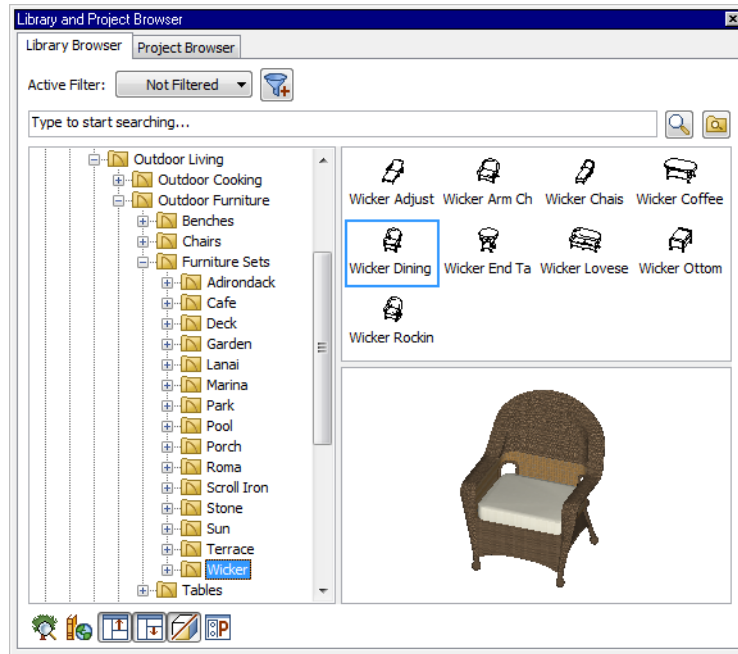 Library and Project Browser
Library Browser Project Browser
Active Filter: Not Filtered
Type to start searching...
Outdoor Living
Outdoor Cooking
Outdoor Furniture
Benches
Chairs
Furniture Sets
Adirondack
Cafe
Deck
Garden
Lanai
Marina
Park
Pool
Porch
Roma
Scroll Iron
Stone
Sun
Terrace
Wicker
Tables
Wicker Adjust Wicker Arm Ch Wicker Chais Wicker Coffee
Wicker Dining Wicker End Ta Wicker Lovese Wicker Ottom
Wicker Rockin
P